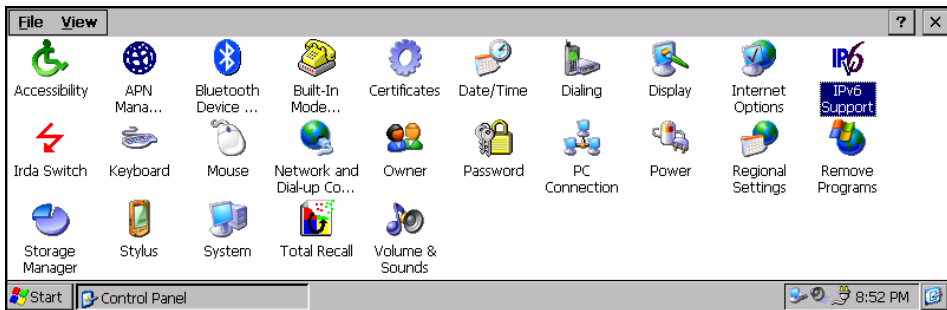 File View ? ×
Accessibility APN Bluetooth Built-In Certificates Date/Time Dialing Display Internet IPv6
Mana... Device ... Mode... Options Support
Irda Switch Keyboard Mouse Network and Owner Password PC Power Regional Remove
Dial-up Co... Connection Settings Programs
Storage Stylus System Total Recall Volume &
Manager Sounds
Start Control Panel 8:52 PM